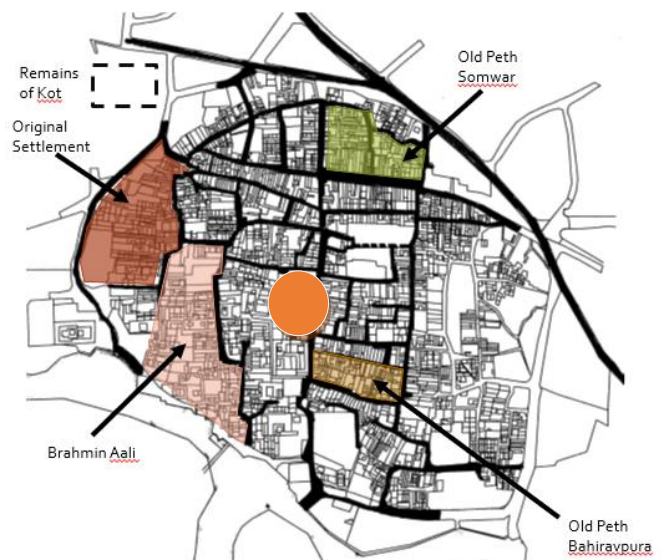 Old Peth
Somwar
Remains
of Kot
Original
Settlement
Brahmin Aali
Old Peth
Bahiravpura